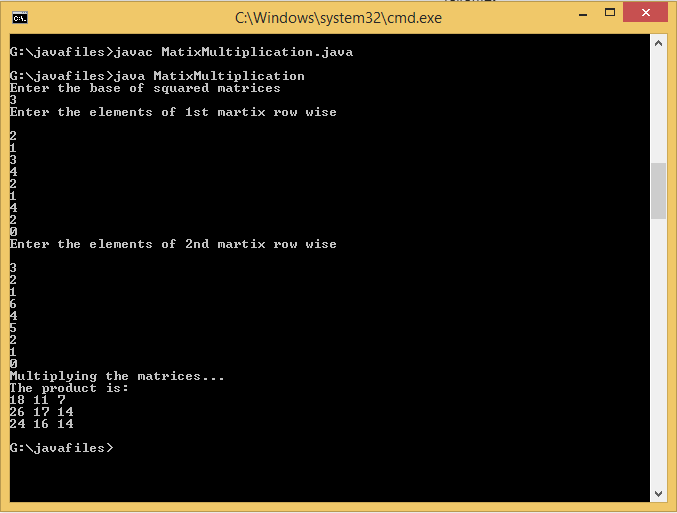 C:\Windows\system32\cmd.exe
G:\javafiles>javac MatixMultiplication.java
G:\javafiles>java MatixMultiplication
Enter the base of squared matrices
3
Enter the elements of 1st martix row wise
2
1
3
4
2
1
4
2
0
Enter the elements of 2nd martix row wise
3
2
1
6
4
5
2
1
0
Multiplying the matrices...
The product is:
18 11 7
26 17 14
24 16 14
G:\javafiles>